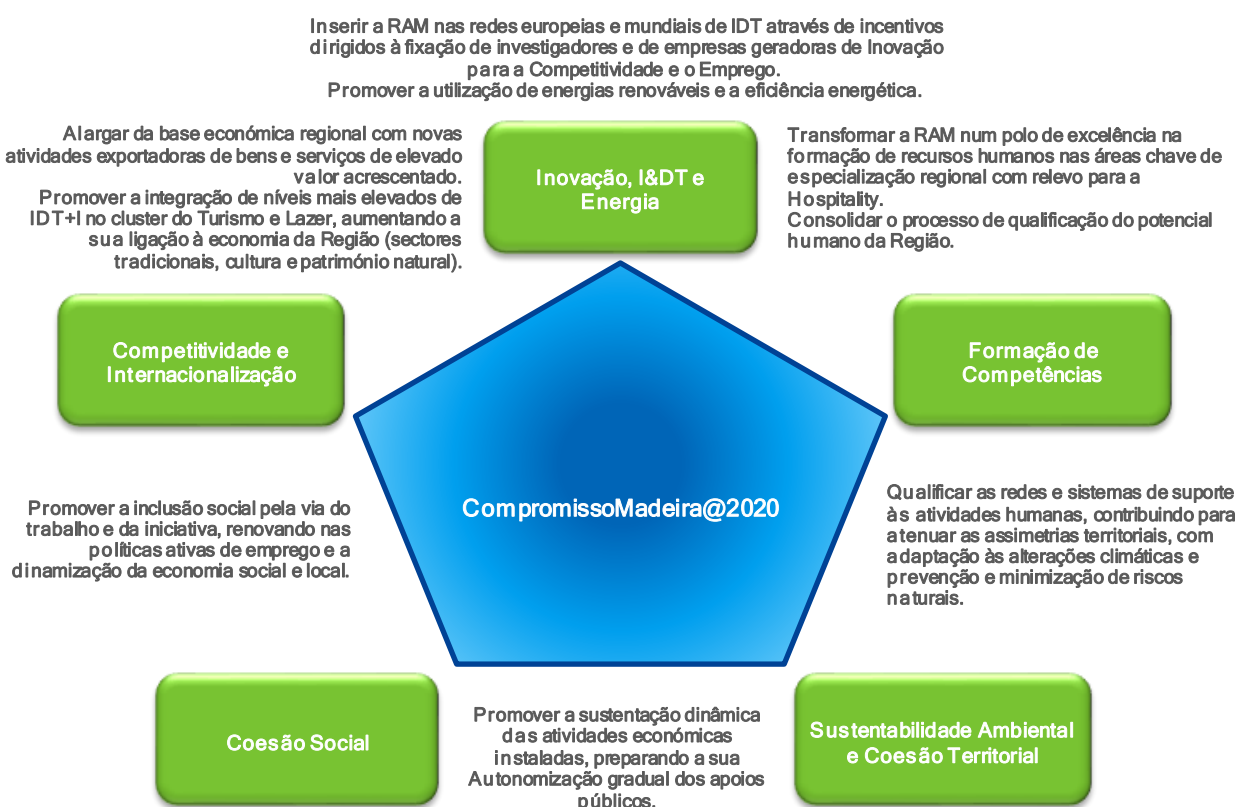 Inserir a RAM nas redes europeias e mundiais de IDT através de incentivos
dirigidos à fixação de investigadores e de empresas geradoras de Inovação
para a Competitividade e o Emprego.
Promover a utilização de energias renováveis e a eficiência energética.
Alargar da base económica regional com novas
atividades exportadoras de bens e serviços de elevado
valor acrescentado.
Promover a integração de níveis mais elevados de
IDT+I no cluster do Turismo e Lazer, aumentando a
sua ligação à economia da Região (sectores
tradicionais, cultura e património natural).
Inovação, I&DT e
Energia
Transformar a RAM num polo de excelência na
formação de recursos humanos nas áreas chave de
especialização regional com relevo para a
Hospitality.
Consolidar o processo de qualificação do potencial
humano da Região.
Competitividade e
Internacionalização
Formação de
Competências
CompromissoMadeira@2020
Promover a inclusão social pela via do
trabalho e da iniciativa, renovando nas
políticas ativas de emprego e a
dinamização da economia social e local.
Qualificar as redes e sistemas de suporte
às atividades humanas, contribuindo para
atenuar as assimetrias territoriais, com
adaptação às alterações climáticas e
prevenção e minimização de riscos
naturais.
Coesão Social
Promover a sustentação dinâmica
das atividades económicas
instaladas, preparando a sua
Autonomização gradual dos apoios
públicos.
Sustentabilidade Ambiental
e Coesão Territorial